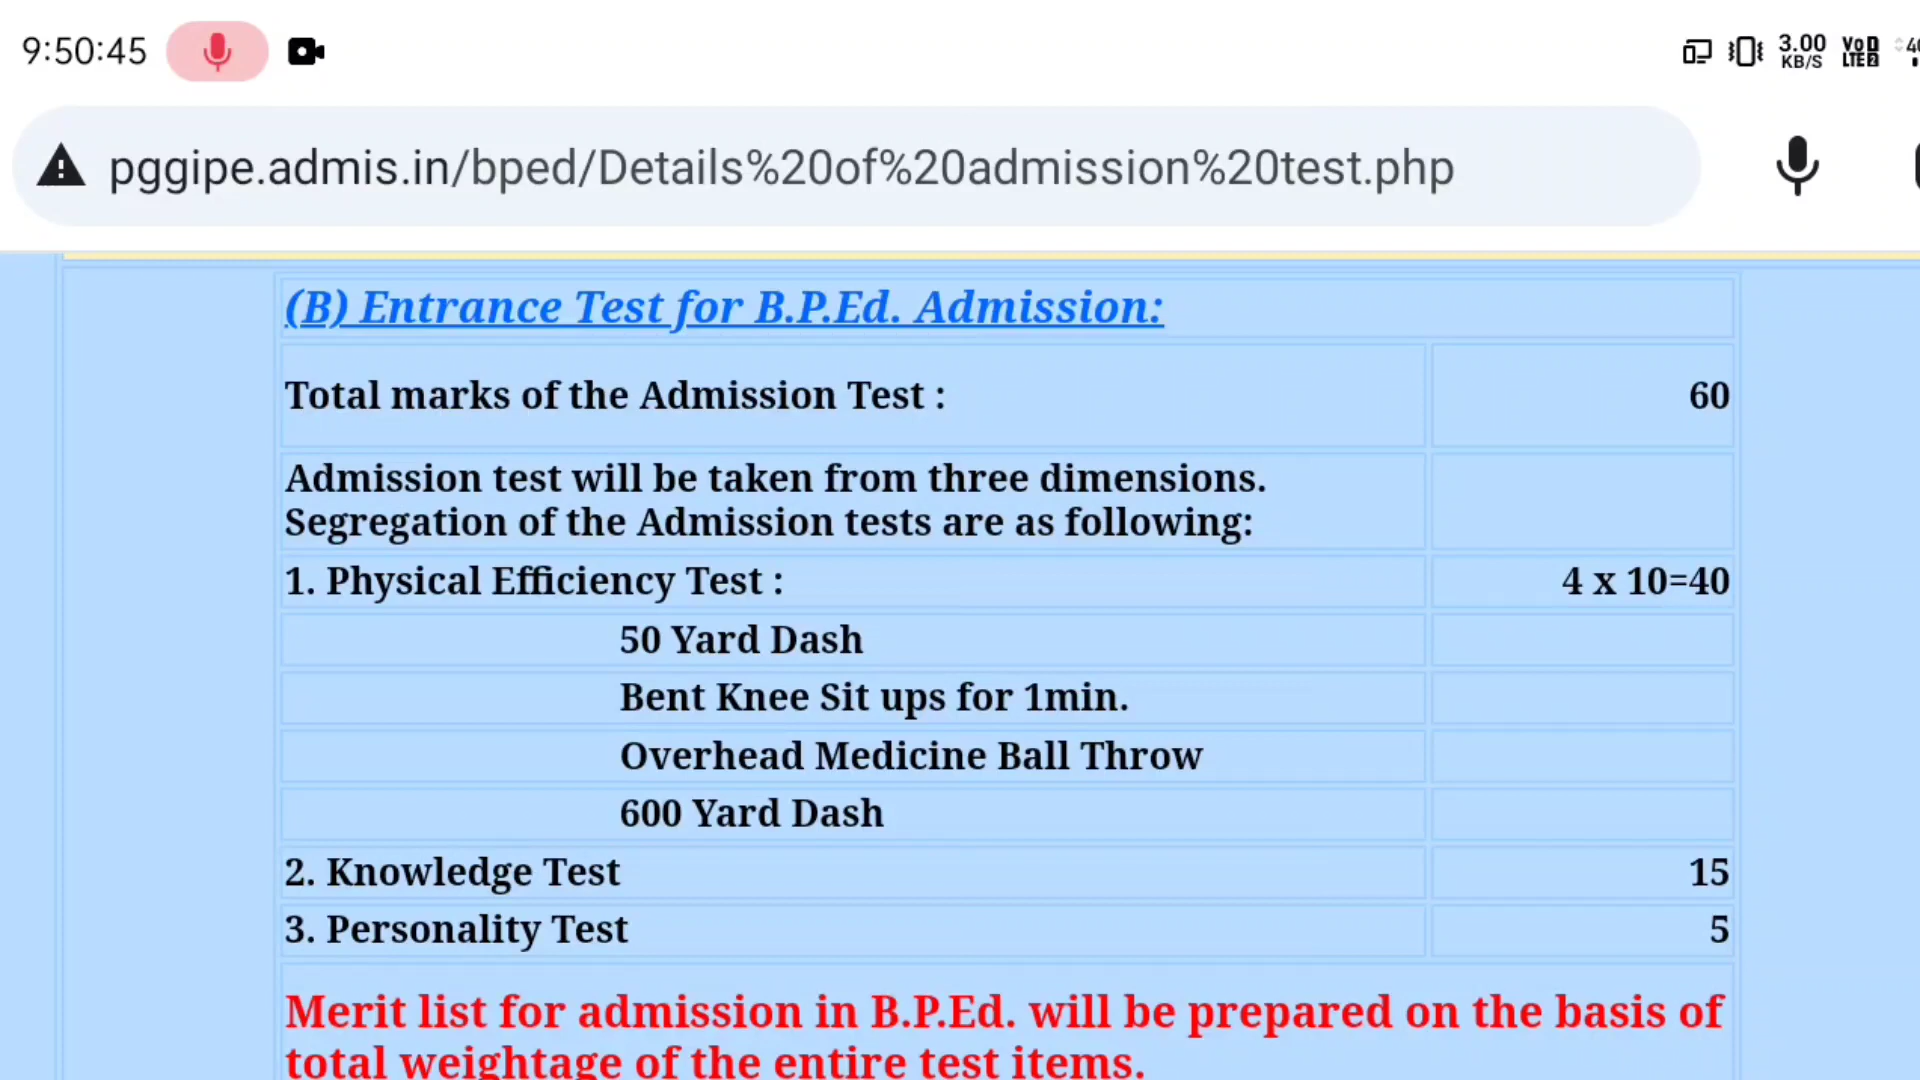 9:50:45
3.00
KB/S
VoD
LTE 2
pggipe.admis.in/bped/Details%20of%20admission%20test.php
(B) Entrance Test for B.P.Ed. Admission:
Total marks of the Admission Test : 60
Admission test will be taken from three dimensions.
Segregation of the Admission tests are as following:
1. Physical Efficiency Test : 4 x 10=40
50 Yard Dash
Bent Knee Sit ups for 1min.
Overhead Medicine Ball Throw
600 Yard Dash
2. Knowledge Test 15
3. Personality Test 5
Merit list for admission in B.P.Ed. will be prepared on the basis of
total weightage of the entire test items.